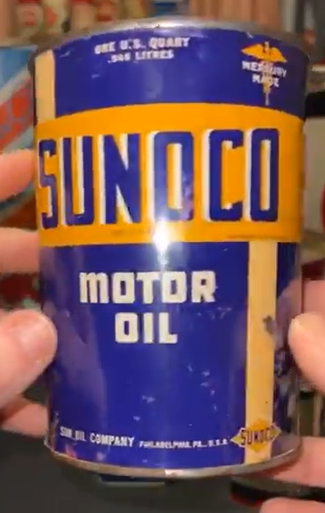 ONE U.S. QUART
.946 LITRES
MERCURY
MADE
SUNOCO
MOTOR
OIL
SUN OIL COMPANY PHILADELPHIA, PA., U.S.A.
SUNOCO